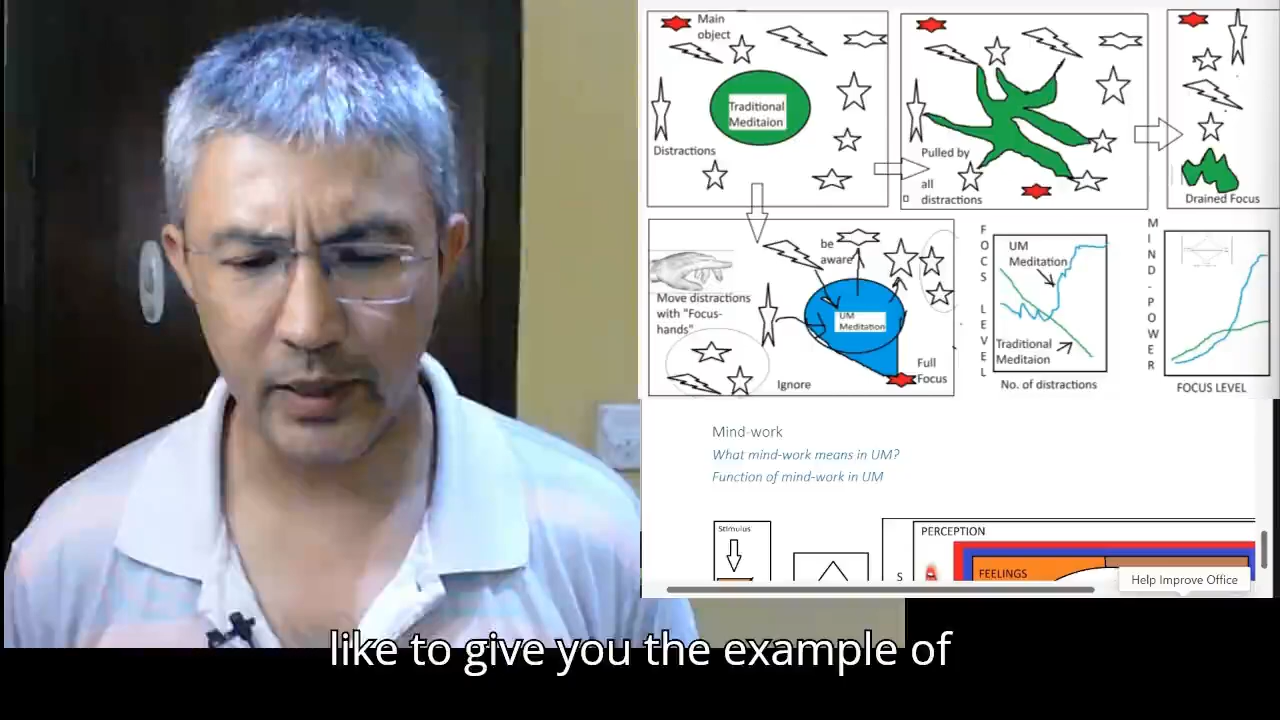 Main
object
Traditional
Meditaion
Distractions
Pulled by
all
distractions
Drained Focus
be
aware
Move distractions
with "Focus-
hands"
UM
Meditation
Ignore
Full
Focus
FOCS LEVEL
UM
Meditation
Traditional
Meditaion
No. of distractions
MIND-POWER
FOCUS LEVEL
Mind-work
What mind-work means in UM?
Function of mind-work in UM
Stimulus
PERCEPTION
S
FEELINGS
Help Improve Office
like to give you the example of